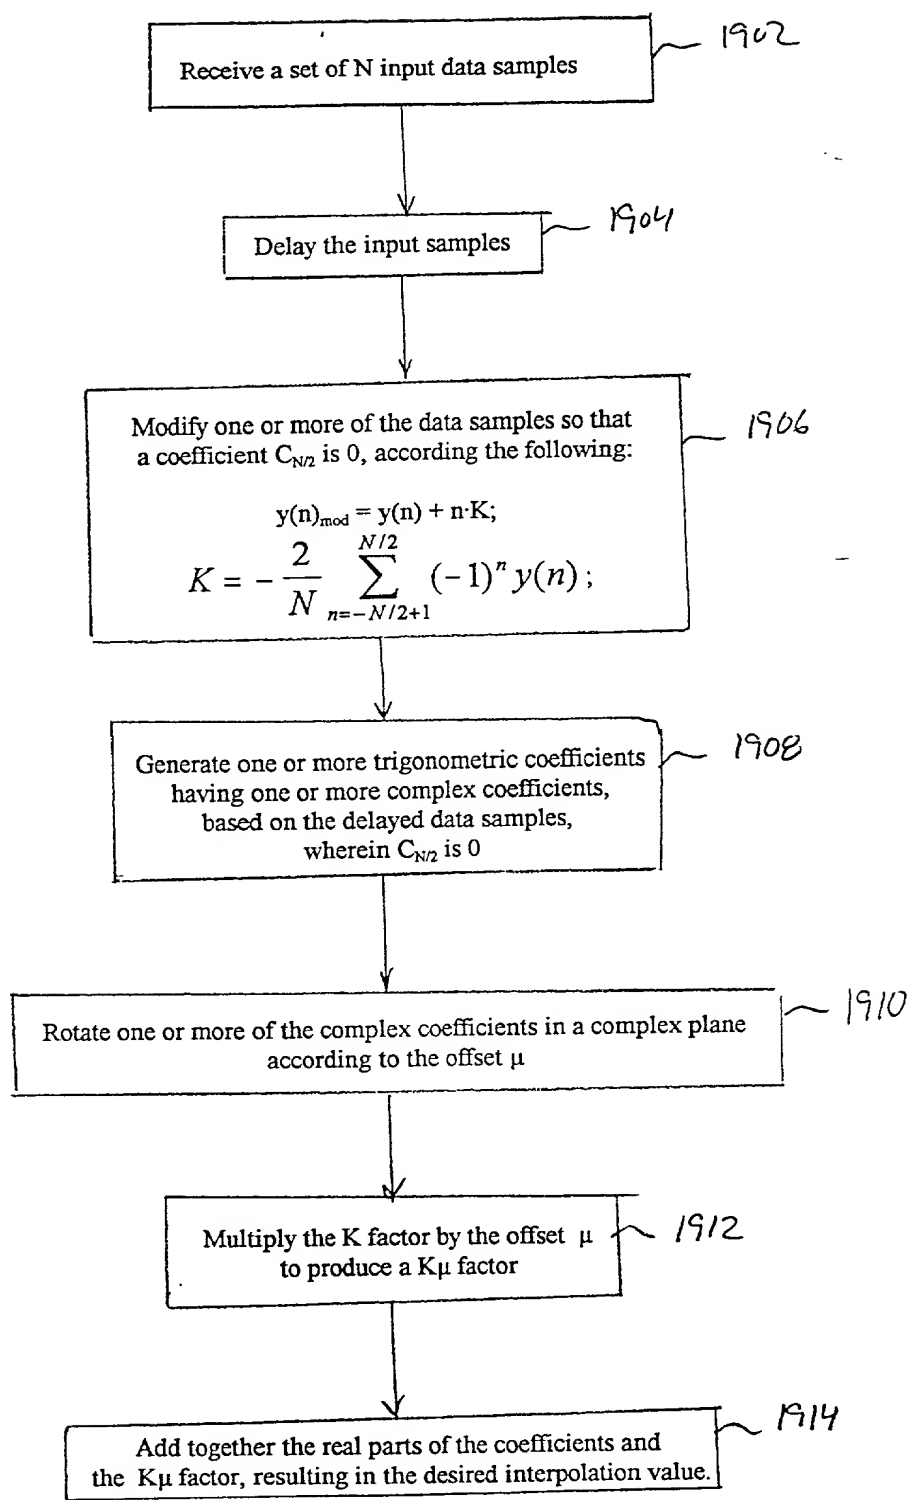 Receive a set of N input data samples
1902
Delay the input samples
1904
Modify one or more of the data samples so that
a coefficient C_{N/2} is 0, according the following:
y(n)_{mod} = y(n) + n·K;
K = - \frac{2}{N} \sum_{n=-N/2+1}^{N/2} (-1)^n y(n) ;
1906
Generate one or more trigonometric coefficients
having one or more complex coefficients,
based on the delayed data samples,
wherein C_{N/2} is 0
1908
Rotate one or more of the complex coefficients in a complex plane
according to the offset μ
1910
Multiply the K factor by the offset μ
to produce a Kμ factor
1912
Add together the real parts of the coefficients and
the Kμ factor, resulting in the desired interpolation value.
1914